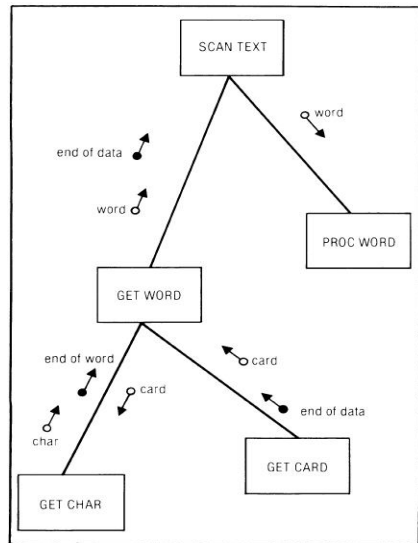 SCAN TEXT
word
end of data
word
PROC WORD
GET WORD
end of word
card
card
char
end of data
GET CARD
GET CHAR